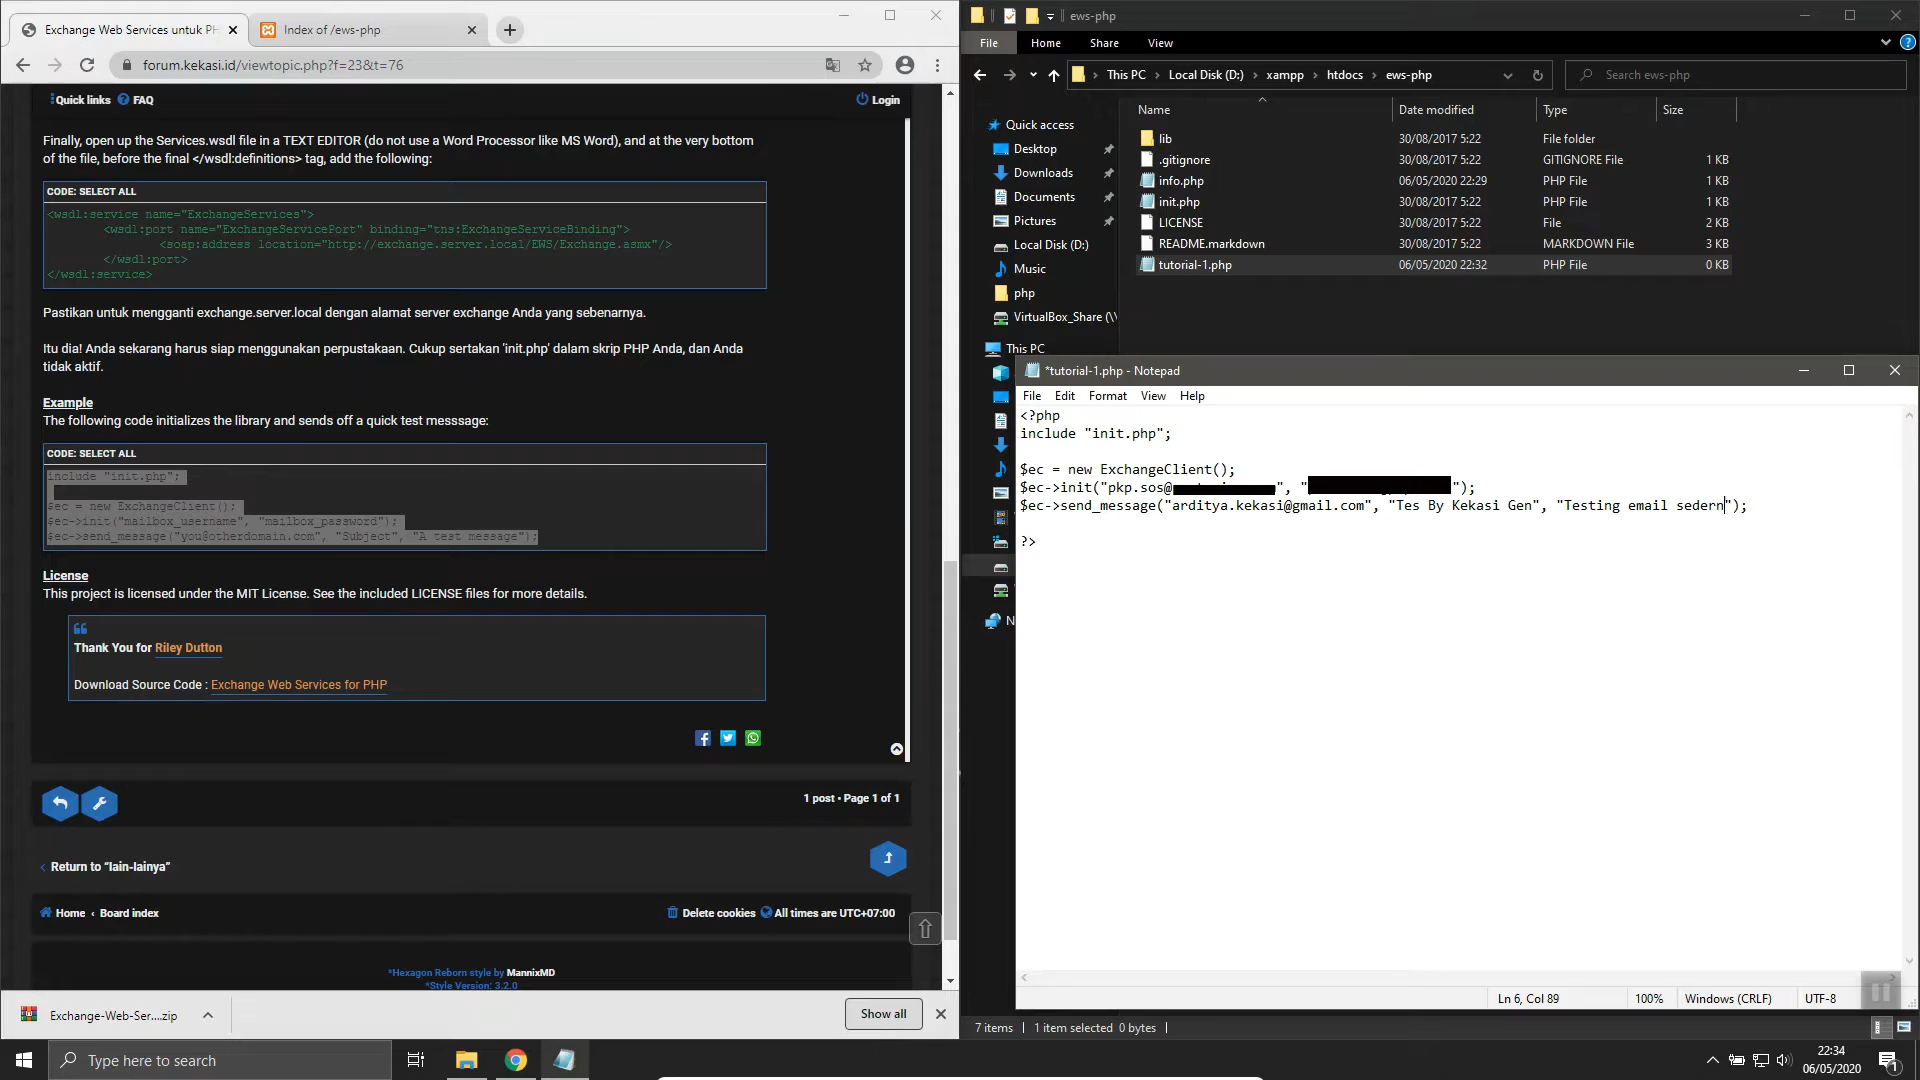 Exchange Web Services untuk PH
Index of /ews-php
forum.kekasi.id/viewtopic.php?f=23&t=76
Quick links
FAQ
Login
Finally, open up the Services.wsdl file in a TEXT EDITOR (do not use a Word Processor like MS Word), and at the very bottom
of the file, before the final </wsdl:definitions> tag, add the following:
CODE: SELECT ALL
<wsdl:service name="ExchangeServices">
<wsdl:port name="ExchangeServicePort" binding="tns:ExchangeServiceBinding">
<soap:address location="http://exchange.server.local/EWS/Exchange.asmx"/>
</wsdl:port>
</wsdl:service>
Pastikan untuk mengganti exchange.server.local dengan alamat server exchange Anda yang sebenarnya.
Itu dia! Anda sekarang harus siap menggunakan perpustakaan. Cukup sertakan 'init.php' dalam skrip PHP Anda, dan Anda
tidak aktif.
Example
The following code initializes the library and sends off a quick test messsage:
CODE: SELECT ALL
include "init.php";
$ec = new ExchangeClient();
$ec->init("mailbox_username", "mailbox_password");
$ec->send_message("you@otherdomain.com", "Subject", "A test message");
License
This project is licensed under the MIT License. See the included LICENSE files for more details.
Thank You for Riley Dutton
Download Source Code : Exchange Web Services for PHP
1 post • Page 1 of 1
Return to “lain-lainya”
Home ‹ Board index
Delete cookies
All times are UTC+07:00
*Hexagon Reborn style by MannixMD
*Style Version: 3.2.0
Exchange-Web-Ser....zip
Show all
ews-php
File
Home
Share
View
This PC
Local Disk (D:)
xampp
htdocs
ews-php
Search ews-php
Quick access
Desktop
Downloads
Documents
Pictures
Local Disk (D:)
Music
php
VirtualBox_Share (\\
This PC
N
Name
Date modified
Type
Size
lib 30/08/2017 5:22 File folder
.gitignore 30/08/2017 5:22 GITIGNORE File 1 KB
info.php 06/05/2020 22:29 PHP File 1 KB
init.php 30/08/2017 5:22 PHP File 1 KB
LICENSE 30/08/2017 5:22 File 2 KB
README.markdown 30/08/2017 5:22 MARKDOWN File 3 KB
tutorial-1.php 06/05/2020 22:32 PHP File 0 KB
*tutorial-1.php - Notepad
File Edit Format View Help
<?php
include "init.php";
$ec = new ExchangeClient();
$ec->init("pkp.sos@ ", " ");
$ec->send_message("arditya.kekasi@gmail.com", "Tes By Kekasi Gen", "Testing email sedern");
?>
Ln 6, Col 89
100%
Windows (CRLF)
UTF-8
7 items
1 item selected 0 bytes
Type here to search
22:34
06/05/2020
1